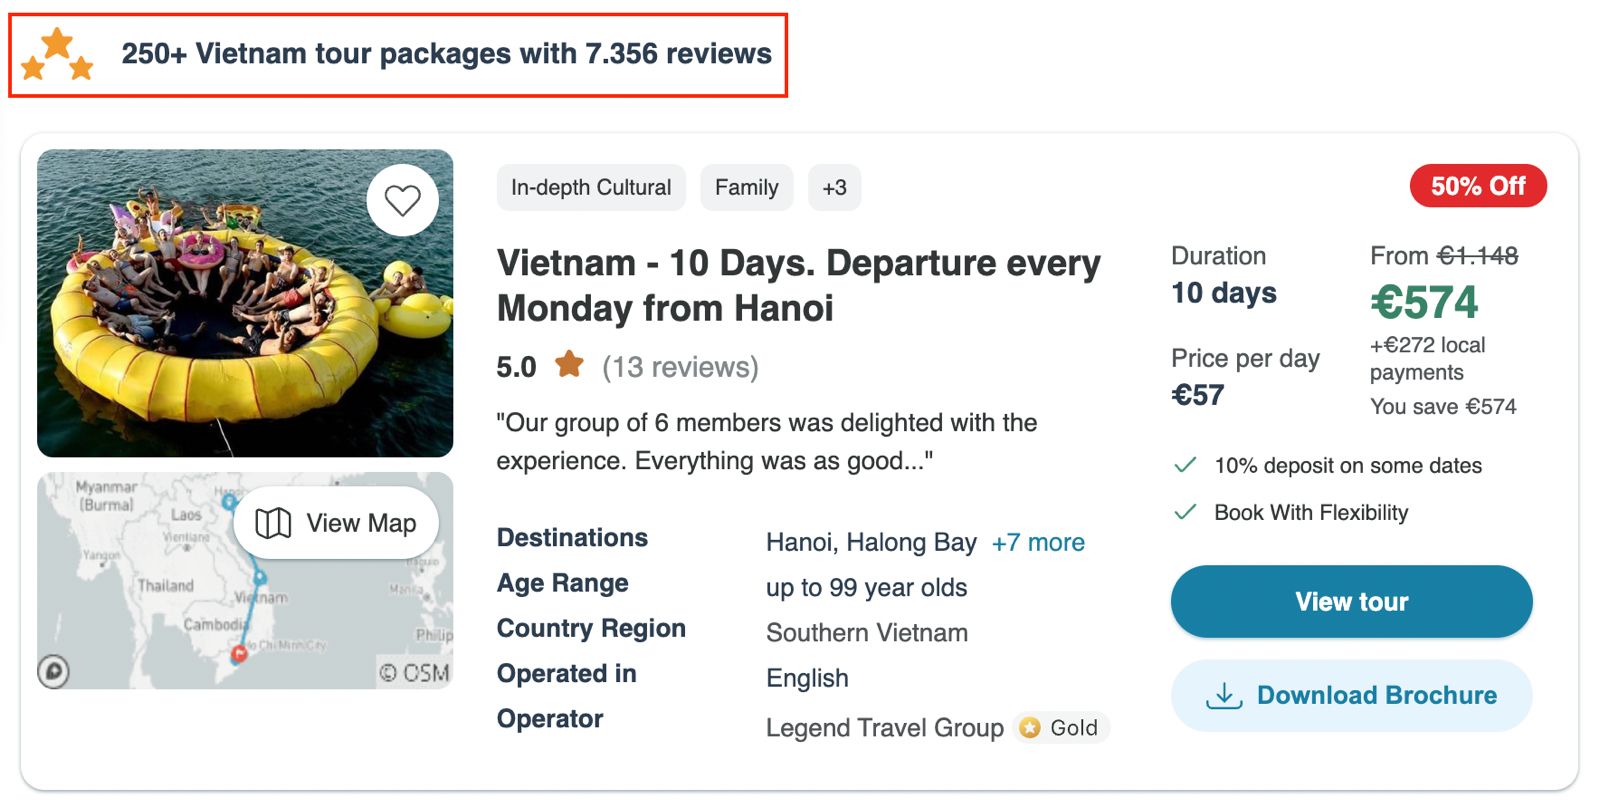 250+ Vietnam tour packages with 7.356 reviews
In-depth Cultural
Family
+3
50% Off
Vietnam - 10 Days. Departure every
Monday from Hanoi
5.0
(13 reviews)
"Our group of 6 members was delighted with the
experience. Everything was as good..."
Destinations
Hanoi, Halong Bay +7 more
Age Range
up to 99 year olds
Country Region
Southern Vietnam
Operated in
English
Operator
Legend Travel Group
Gold
Duration
10 days
Price per day
€57
From €1.148
€574
+€272 local
payments
You save €574
10% deposit on some dates
Book With Flexibility
View tour
Download Brochure
View Map
Myanmar
(Burma)
Laos
Vientiane
Yangon
Thailand
Vietnam
Cambodia
Chi Minh City
Manila
Philip
© OSM